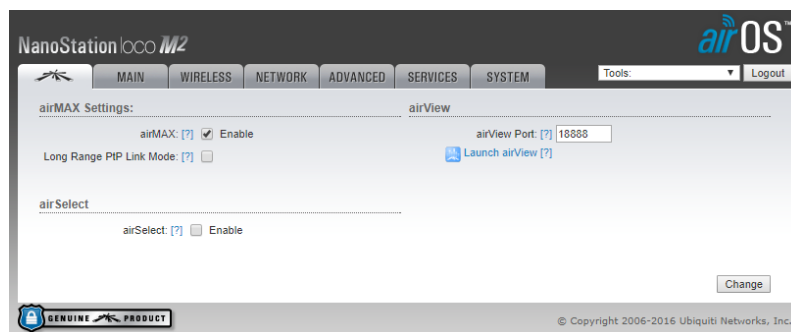 NanoStation loco M2
airOS™
MAIN WIRELESS NETWORK ADVANCED SERVICES SYSTEM Tools: Logout
airMAX Settings:
airMAX: [?] Enable
Long Range PtP Link Mode: [?]
airView
airView Port: [?] 18888
Launch airView [?]
airSelect
airSelect: [?] Enable
Change
GENUINE PRODUCT
© Copyright 2006-2016 Ubiquiti Networks, Inc.